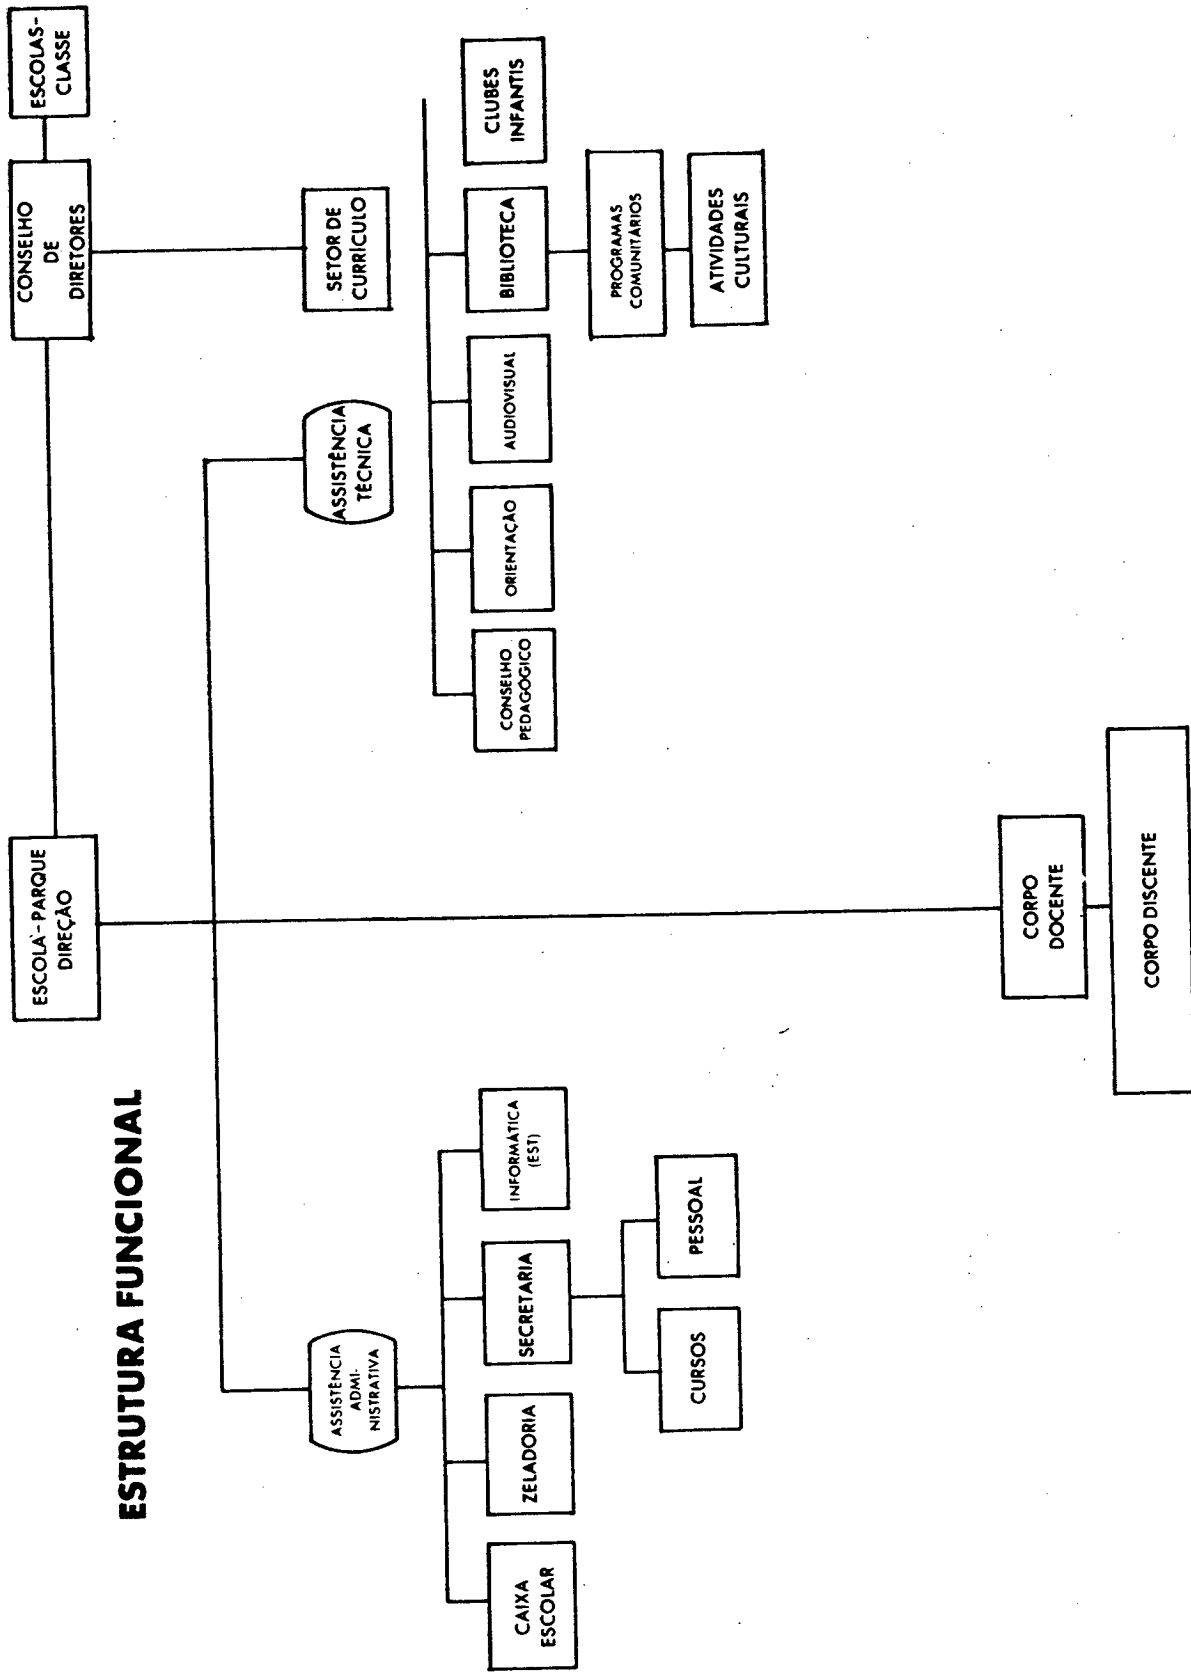 ESTRUTURA FUNCIONAL
ESCOLA-PARQUE
DIREÇÃO
CONSELHO
DE
DIRETORES
ESCOLAS-
CLASSE
ASSISTÊNCIA
ADMI-
NISTRATIVA
ASSISTÊNCIA
TÉCNICA
SETOR DE
CURRÍCULO
CAIXA
ESCOLAR
ZELADORIA
SECRETARIA
INFORMÁTICA
(EST)
CONSELHO
PEDAGÓGICO
ORIENTAÇÃO
AUDIOVISUAL
BIBLIOTECA
CLUBES
INFANTIS
CURSOS
PESSOAL
PROGRAMAS
COMUNITÁRIOS
ATIVIDADES
CULTURAIS
CORPO
DOCENTE
CORPO DISCENTE